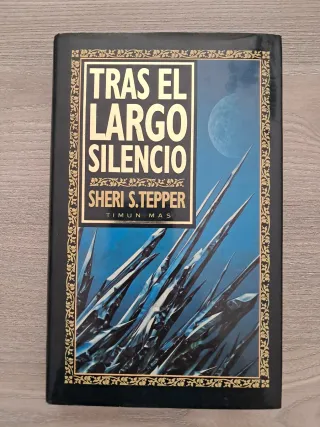 TRAS EL
LARGO
SILENCIO
SHERI S. TEPPER
TIMUN MAS